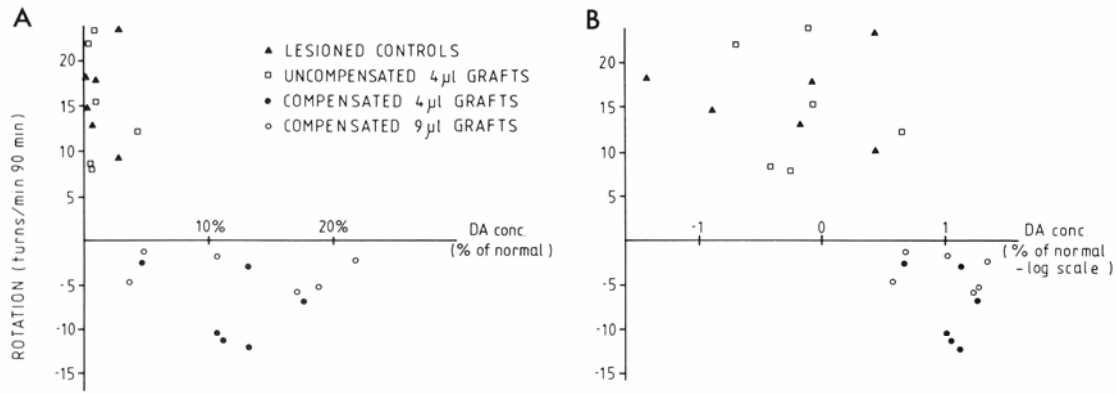 A
B
▲ LESIONED CONTROLS
□ UNCOMPENSATED 4µl GRAFTS
● COMPENSATED 4µl GRAFTS
○ COMPENSATED 9µl GRAFTS
ROTATION (turns/min 90 min)
20
15
10
5
-5
-10
-15
10%
20%
DA conc.
(% of normal)
20
15
10
5
-5
-10
-15
-1
0
1
DA conc.
(% of normal
-log scale)